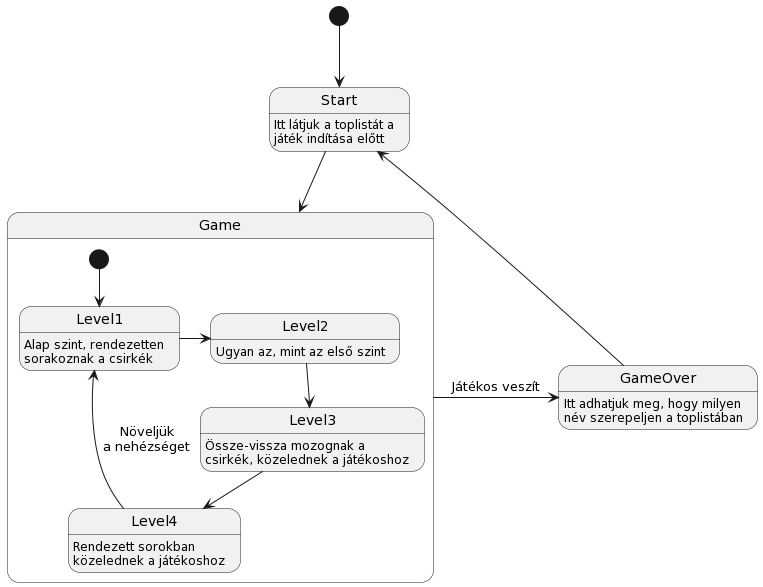 Start
Itt látjuk a toplistát a
játék indítása előtt
Game
Level1
Alap szint, rendezetten
sorakoznak a csirkék
Level2
Ugyan az, mint az első szint
Játékos veszít
GameOver
Itt adhatjuk meg, hogy milyen
név szerepeljen a toplistában
Level3
Össze-vissza mozognak a
csirkék, közelednek a játékoshoz
Növeljük
a nehézséget
Level4
Rendezett sorokban
közelednek a játékoshoz